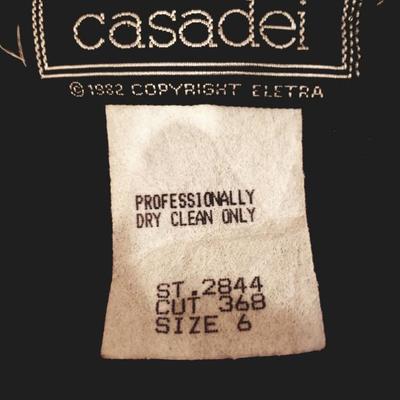 casadei
© 1982 COPYRIGHT ELETRA
PROFESSIONALLY
DRY CLEAN ONLY
ST.2844
CUT 368
SIZE 6